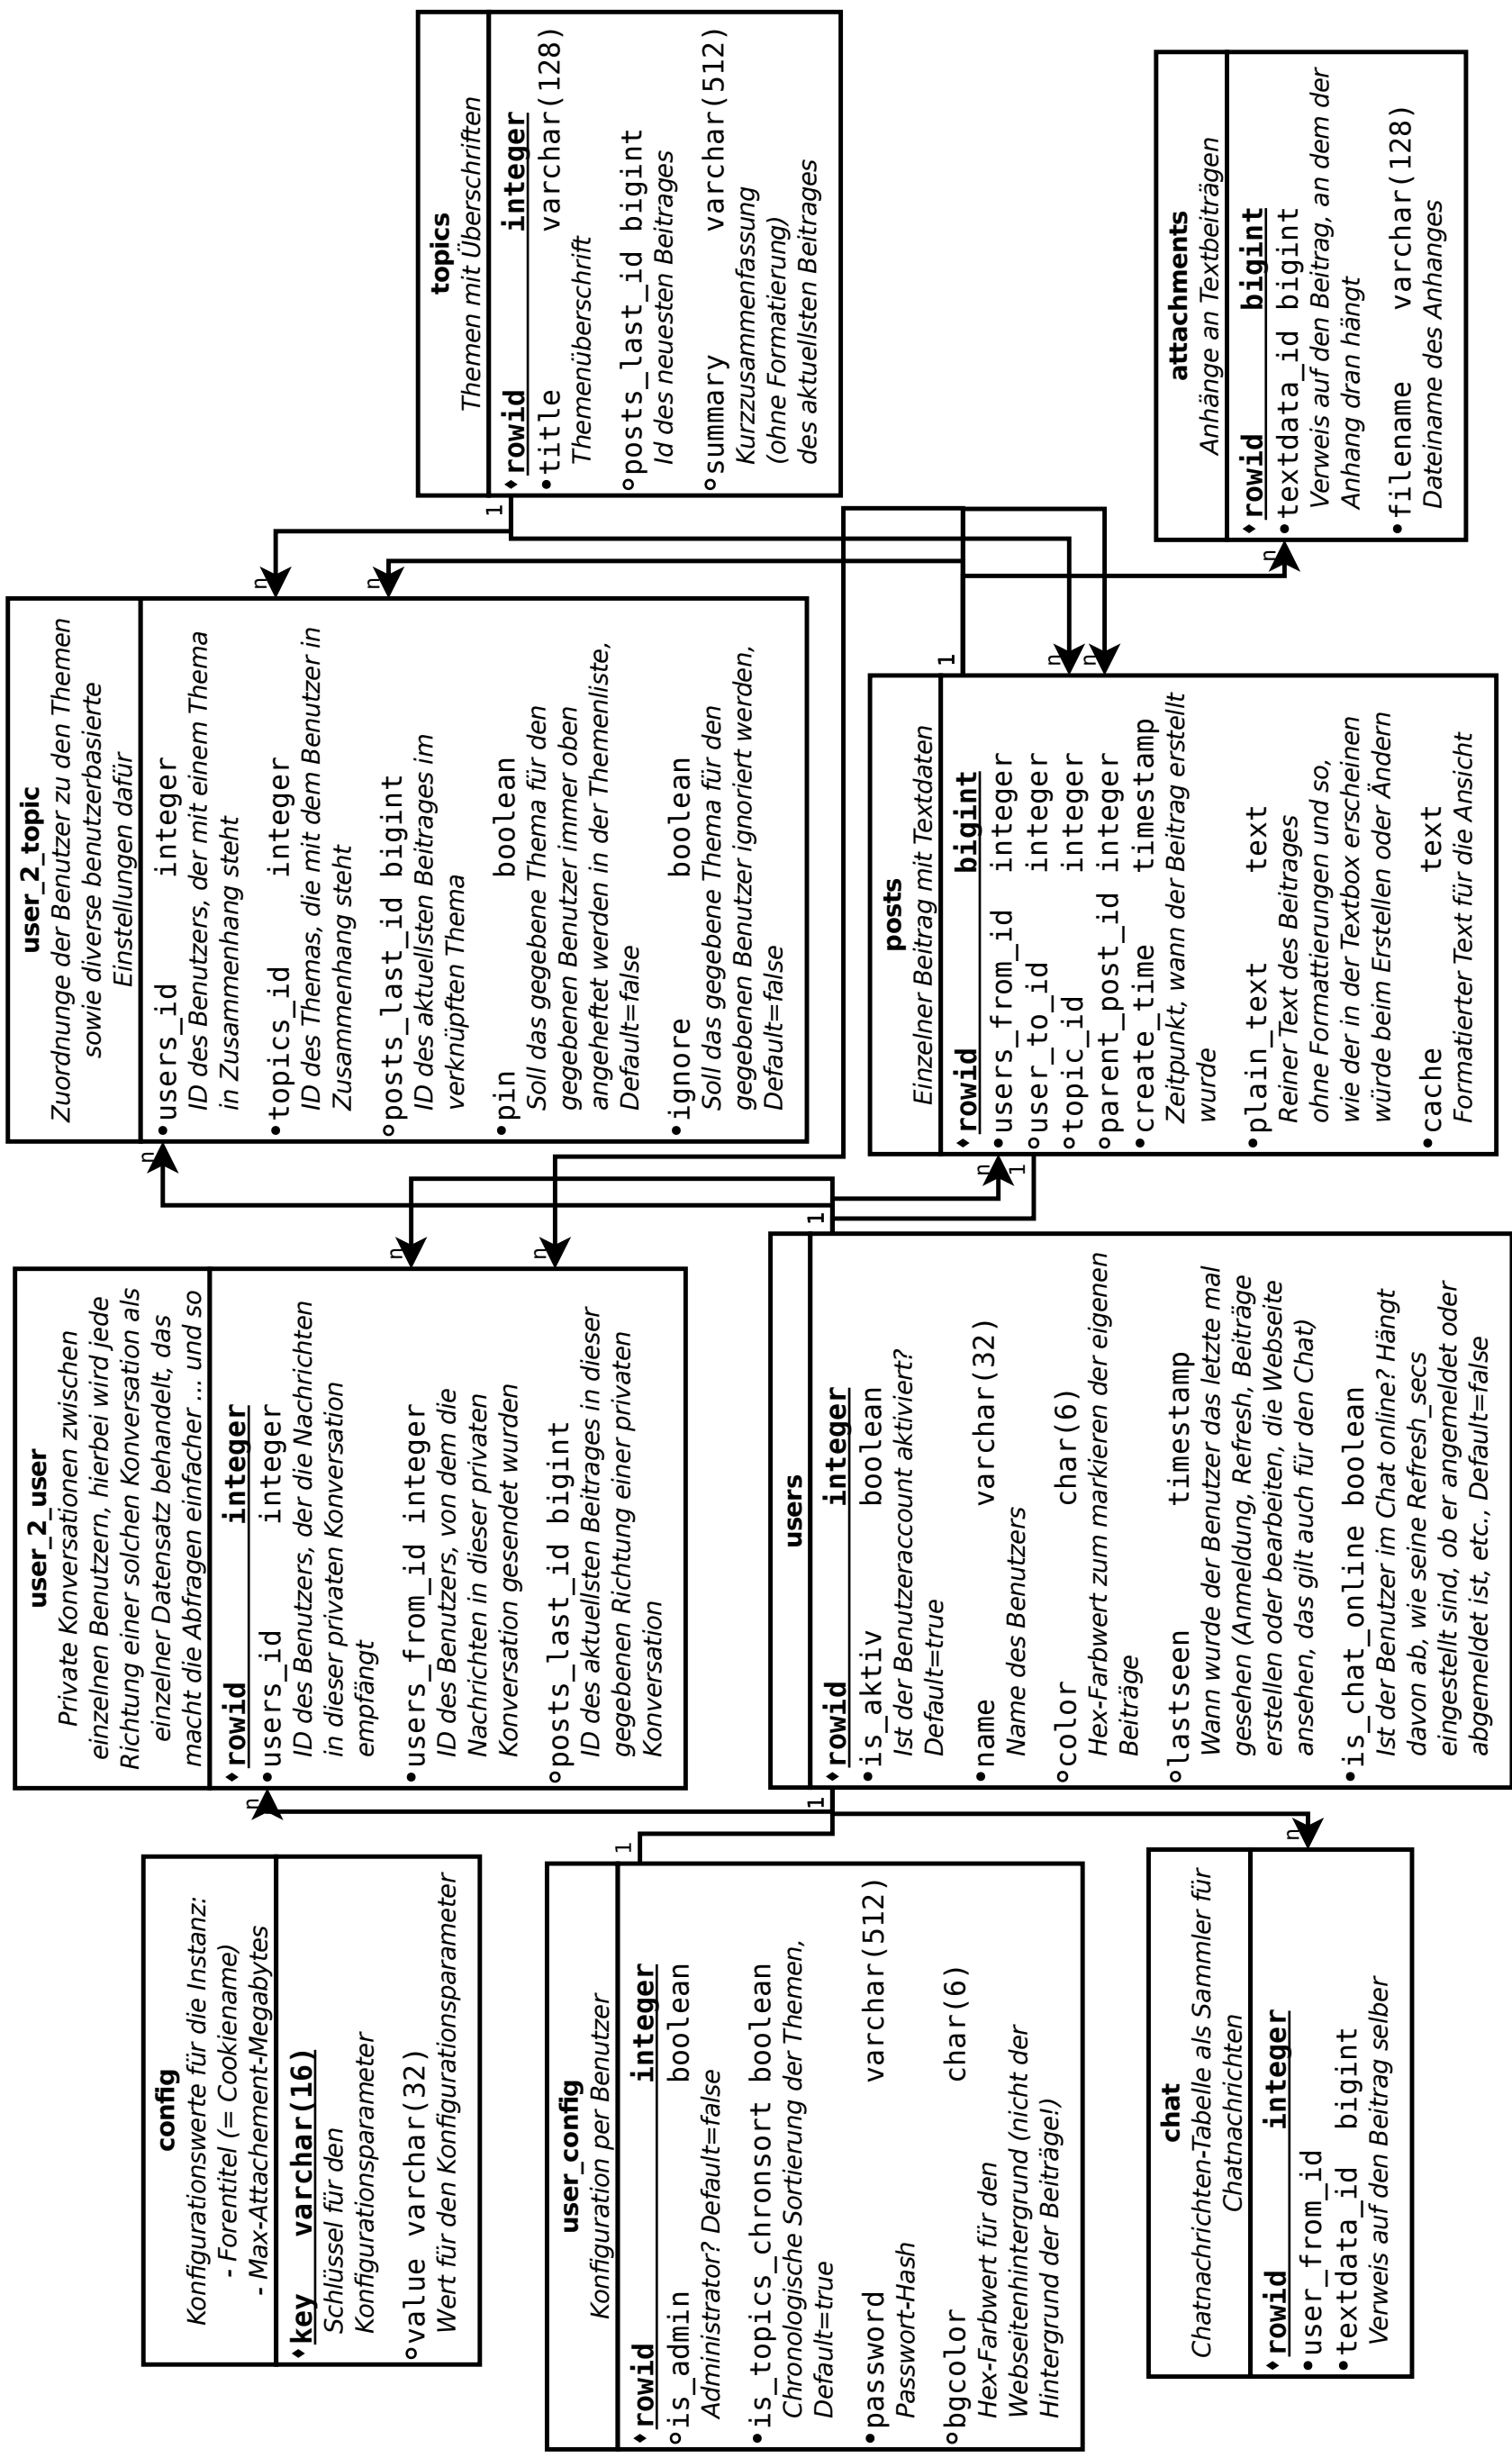 config
Konfigurationswerte für die Instanz:
- Forentitel (= Cookiename)
- Max-Attachement-Megabytes
key varchar(16)
Schlüssel für den
Konfigurationsparameter
value varchar(32)
Wert für den Konfigurationsparameter
user_2_user
Private Konversationen zwischen
einzelnen Benutzern, hierbei wird jede
Richtung einer solchen Konversation als
einzelner Datensatz behandelt, das
macht die Abfragen einfacher ... und so
rowid integer
users_id integer
ID des Benutzers, der die Nachrichten
in dieser privaten Konversation
empfängt
users_from_id integer
ID des Benutzers, von dem die
Nachrichten in dieser privaten
Konversation gesendet wurden
posts_last_id bigint
ID des aktuellsten Beitrages in dieser
gegebenen Richtung einer privaten
Konversation
user_2_topic
Zuordnunge der Benutzer zu den Themen
sowie diverse benutzerbasierte
Einstellungen dafür
users_id integer
ID des Benutzers, der mit einem Thema
in Zusammenhang steht
topics_id integer
ID des Themas, die mit dem Benutzer in
Zusammenhang steht
posts_last_id bigint
ID des aktuellsten Beitrages im
verknüpften Thema
pin boolean
Soll das gegebene Thema für den
gegebenen Benutzer immer oben
angeheftet werden in der Themenliste,
Default=false
ignore boolean
Soll das gegebene Thema für den
gegebenen Benutzer ignoriert werden,
Default=false
topics
Themen mit Überschriften
rowid integer
title varchar(128)
Themenüberschrift
posts_last_id bigint
Id des neuesten Beitrages
summary varchar(512)
Kurzzusammenfassung
(ohne Formatierung)
des aktuellsten Beitrages
user_config
Konfiguration per Benutzer
rowid integer
is_admin boolean
Administrator? Default=false
is_topics_chronsort boolean
Chronologische Sortierung der Themen,
Default=true
password varchar(512)
Passwort-Hash
bgcolor char(6)
Hex-Farbwert für den
Webseitenhintergrund (nicht der
Hintergrund der Beiträge!)
users
rowid integer
is_aktiv boolean
Ist der Benutzeraccount aktiviert?
Default=true
name varchar(32)
Name des Benutzers
color char(6)
Hex-Farbwert zum markieren der eigenen
Beiträge
lastseen timestamp
Wann wurde der Benutzer das letzte mal
gesehen (Anmeldung, Refresh, Beiträge
erstellen oder bearbeiten, die Webseite
ansehen, das gilt auch für den Chat)
is_chat_online boolean
Ist der Benutzer im Chat online? Hängt
davon ab, wie seine Refresh_secs
eingestellt sind, ob er angemeldet oder
abgemeldet ist, etc., Default=false
posts
Einzelner Beitrag mit Textdaten
rowid bigint
users_from_id integer
user_to_id integer
topic_id integer
parent_post_id integer
create_time timestamp
Zeitpunkt, wann der Beitrag erstellt
wurde
plain_text text
Reiner Text des Beitrages
ohne Formattierungen und so,
wie der in der Textbox erscheinen
würde beim Erstellen oder Ändern
cache text
Formatierter Text für die Ansicht
attachments
Anhänge an Textbeiträgen
rowid bigint
textdata_id bigint
Verweis auf den Beitrag, an dem der
Anhang dran hängt
filename varchar(128)
Dateiname des Anhanges
chat
Chatnachrichten-Tabelle als Sammler für
Chatnachrichten
rowid integer
user_from_id
textdata_id bigint
Verweis auf den Beitrag selber
1
1
n
n
1
n
n
n
n
1
n
n
1
n
n
1
n